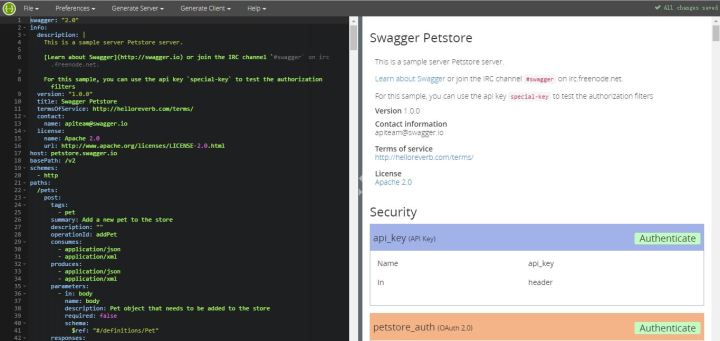 File Preferences Generate Server Generate Client Help All changes saved
1 swagger: "2.0"
2 info:
3 description: |
4 This is a sample server Petstore server.
5
6 [Learn about Swagger](http://swagger.io) or join the IRC channel `#swagger` on irc
.freenode.net.
7
8 For this sample, you can use the api key `special-key` to test the authorization
filters
9 version: "1.0.0"
10 title: Swagger Petstore
11 termsOfService: http://helloreverb.com/terms/
12 contact:
13 name: apiteam@swagger.io
14 license:
15 name: Apache 2.0
16 url: http://www.apache.org/licenses/LICENSE-2.0.html
17 host: petstore.swagger.io
18 basePath: /v2
19 schemes:
20 - http
21 paths:
22 /pets:
23 post:
24 tags:
25 - pet
26 summary: Add a new pet to the store
27 description: ""
28 operationId: addPet
29 consumes:
30 - application/json
31 - application/xml
32 produces:
33 - application/json
34 - application/xml
35 parameters:
36 - in: body
37 name: body
38 description: Pet object that needs to be added to the store
39 required: false
40 schema:
41 $ref: "#/definitions/Pet"
42 responses:
Swagger Petstore
This is a sample server Petstore server.
Learn about Swagger or join the IRC channel #swagger on irc.freenode.net.
For this sample, you can use the api key special-key to test the authorization filters
Version 1.0.0
Contact information
apiteam@swagger.io
Terms of service
http://helloreverb.com/terms/
License
Apache 2.0
Security
api_key (API Key) Authenticate
Name api_key
In header
petstore_auth (OAuth 2.0) Authenticate